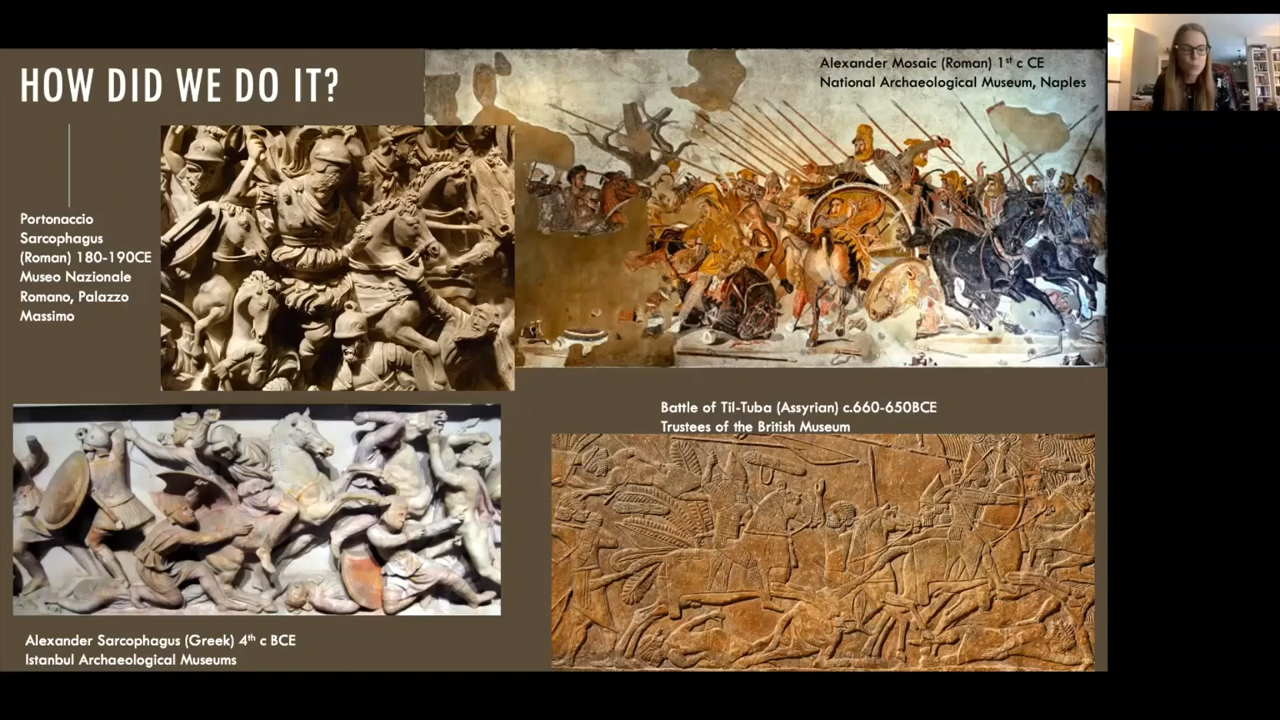 HOW DID WE DO IT?
Alexander Mosaic (Roman) 1st c CE
National Archaeological Museum, Naples
Portonaccio
Sarcophagus
(Roman) 180-190CE
Museo Nazionale
Romano, Palazzo
Massimo
Battle of Til-Tuba (Assyrian) c.660-650BCE
Trustees of the British Museum
Alexander Sarcophagus (Greek) 4th c BCE
Istanbul Archaeological Museums